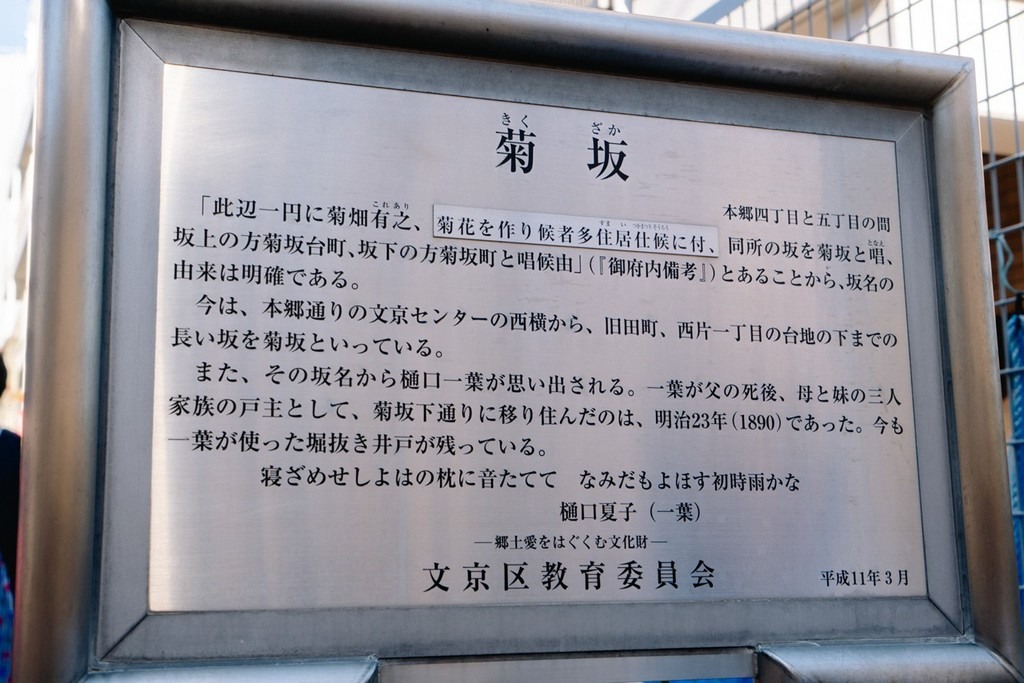 きく ざか
菊 坂
本郷四丁目と五丁目の間
「此辺一円に菊畑有之、菊花を作り候者多住居仕候に付、同所の坂を菊坂と唱、
坂上の方菊坂台町、坂下の方菊坂町と唱候由」(『御府内備考』)とあることから、坂名の
由来は明確である。
今は、本郷通りの文京センターの西横から、旧田町、西片一丁目の台地の下までの
長い坂を菊坂といっている。
また、その坂名から樋口一葉が思い出される。一葉が父の死後、母と妹の三人
家族の戸主として、菊坂下通りに移り住んだのは、明治23年(1890)であった。今も
一葉が使った堀抜き井戸が残っている。
寝ざめせしよはの枕に音たてて なみだもよほす初時雨かな
樋口夏子(一葉)
―郷土愛をはぐくむ文化財―
文京区教育委員会 平成11年3月